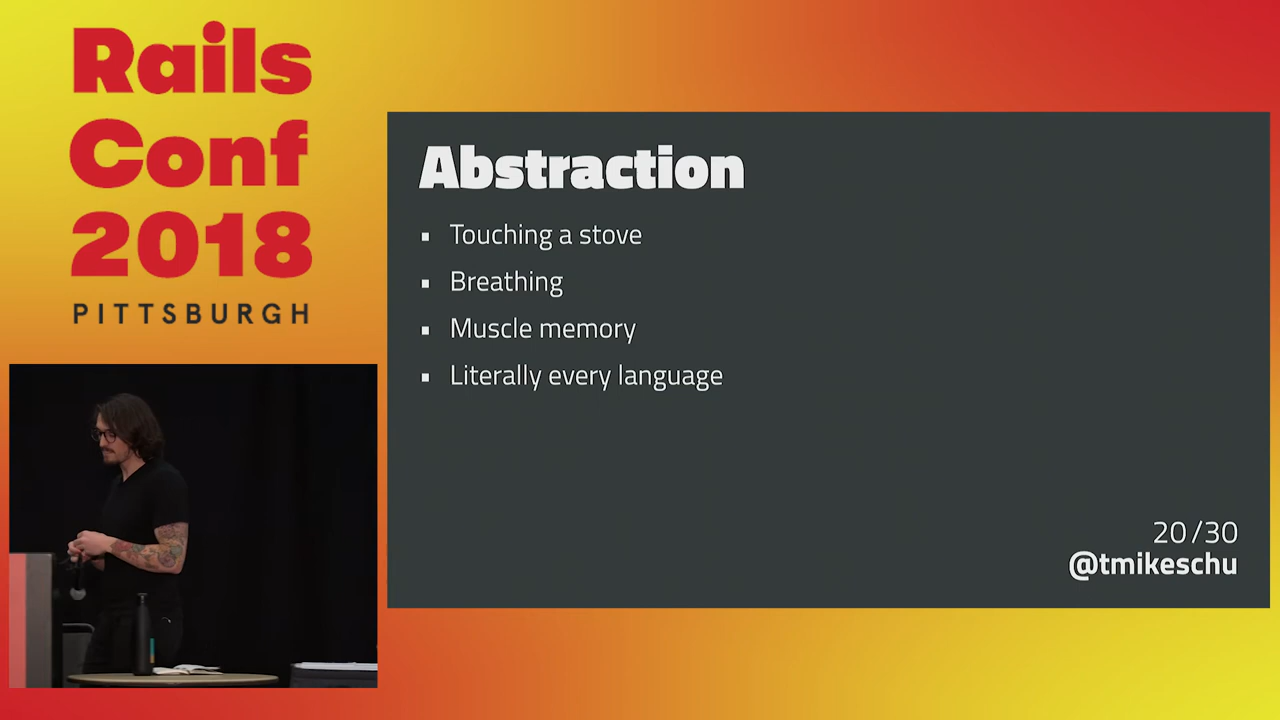 Rails
Conf
2018
PITTSBURGH
Abstraction
▪ Touching a stove
▪ Breathing
▪ Muscle memory
▪ Literally every language
20/30
@tmikeschu